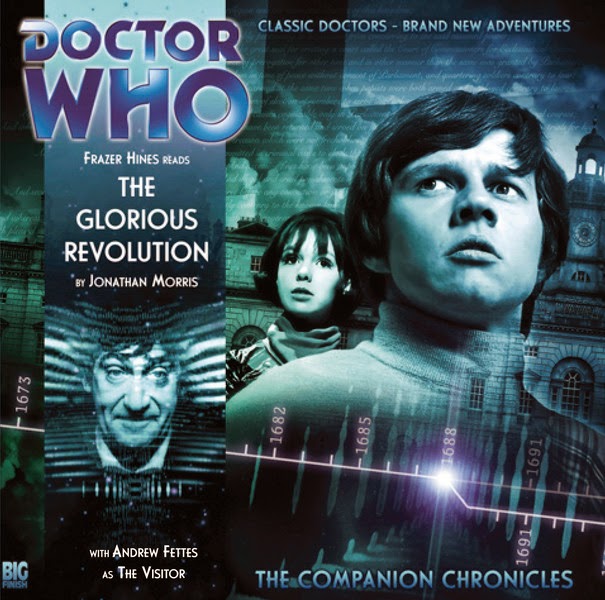 DOCTOR
WHO
CLASSIC DOCTORS - BRAND NEW ADVENTURES
FRAZER HINES READS
THE
GLORIOUS
REVOLUTION
BY JONATHAN MORRIS
1673
1682
1685
1688
1691
1691
WITH ANDREW FETTES
AS THE VISITOR
BIG
FINISH
THE COMPANION CHRONICLES